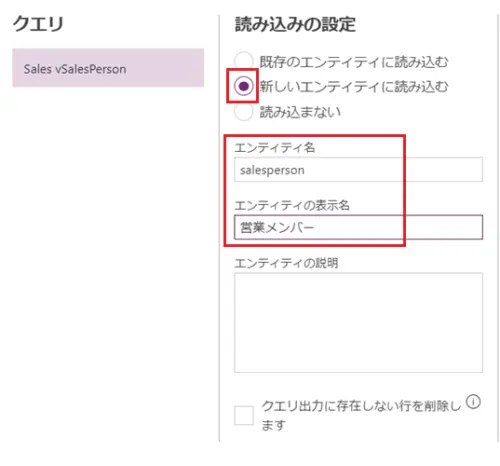 クエリ
Sales vSalesPerson
読み込みの設定
既存のエンティティに読み込む
新しいエンティティに読み込む
読み込まない
エンティティ名
salesperson
エンティティの表示名
営業メンバー
エンティティの説明
クエリ出力に存在しない行を削除し
ます